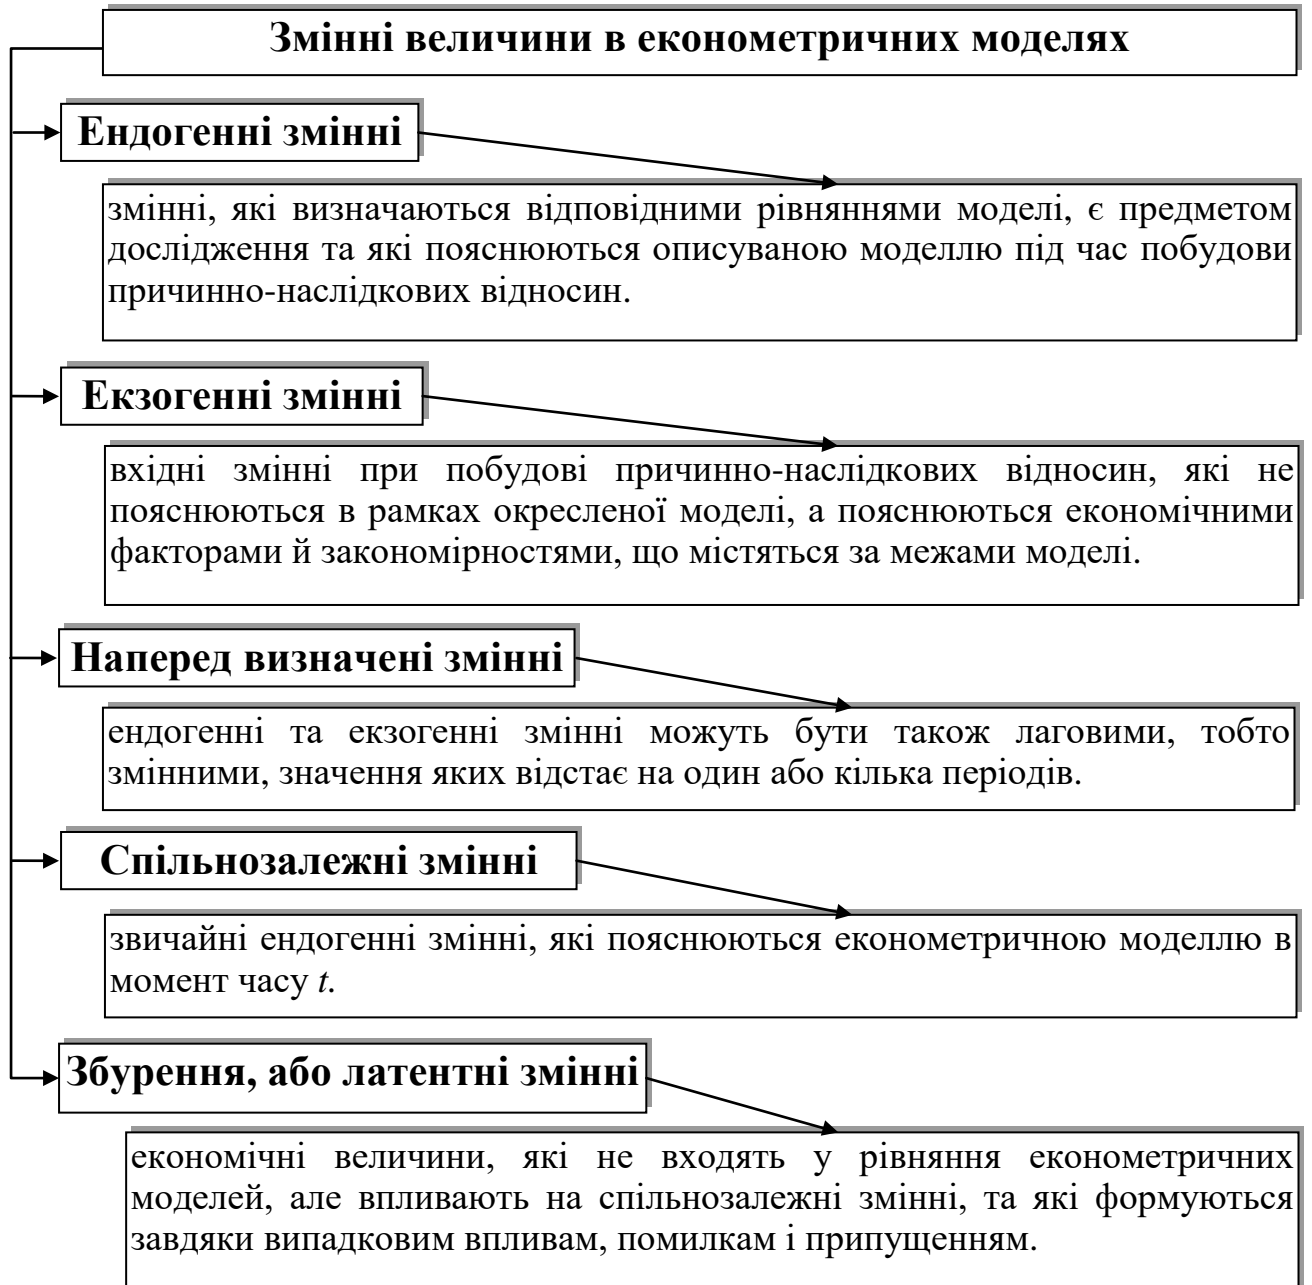 Змінні величини в економетричних моделях
Ендогенні змінні
змінні, які визначаються відповідними рівняннями моделі, є предметом
дослідження та які пояснюються описуваною моделлю під час побудови
причинно-наслідкових відносин.
Екзогенні змінні
вхідні змінні при побудові причинно-наслідкових відносин, які не
пояснюються в рамках окресленої моделі, а пояснюються економічними
факторами й закономірностями, що містяться за межами моделі.
Наперед визначені змінні
ендогенні та екзогенні змінні можуть бути також лаговими, тобто
змінними, значення яких відстає на один або кілька періодів.
Спільнозалежні змінні
звичайні ендогенні змінні, які пояснюються економетричною моделлю в
момент часу t.
Збурення, або латентні змінні
економічні величини, які не входять у рівняння економетричних
моделей, але впливають на спільнозалежні змінні, та які формуються
завдяки випадковим впливам, помилкам і припущенням.